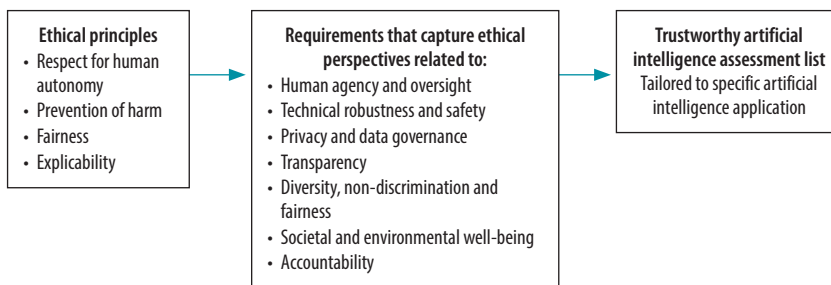 Ethical principles
• Respect for human
autonomy
• Prevention of harm
• Fairness
• Explicability
Requirements that capture ethical
perspectives related to:
• Human agency and oversight
• Technical robustness and safety
• Privacy and data governance
• Transparency
• Diversity, non-discrimination and
fairness
• Societal and environmental well-being
• Accountability
Trustworthy artificial
intelligence assessment list
Tailored to specific artificial
intelligence application